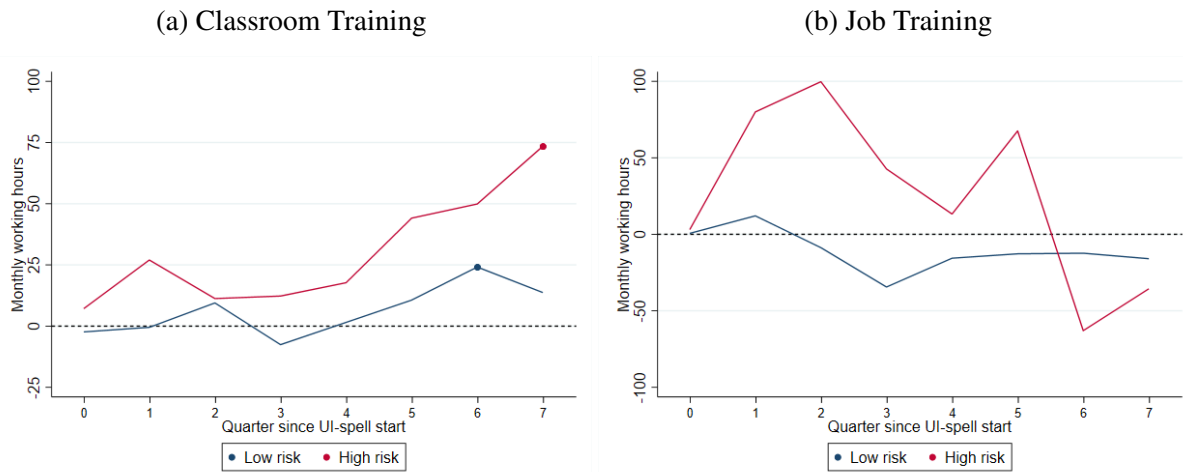 (a) Classroom Training
Monthly working hours
100
75
50
25
0
-25
0 1 2 3 4 5 6 7
Quarter since UI-spell start
Low risk High risk
(b) Job Training
Monthly working hours
100
50
0
-50
-100
0 1 2 3 4 5 6 7
Quarter since UI-spell start
Low risk High risk